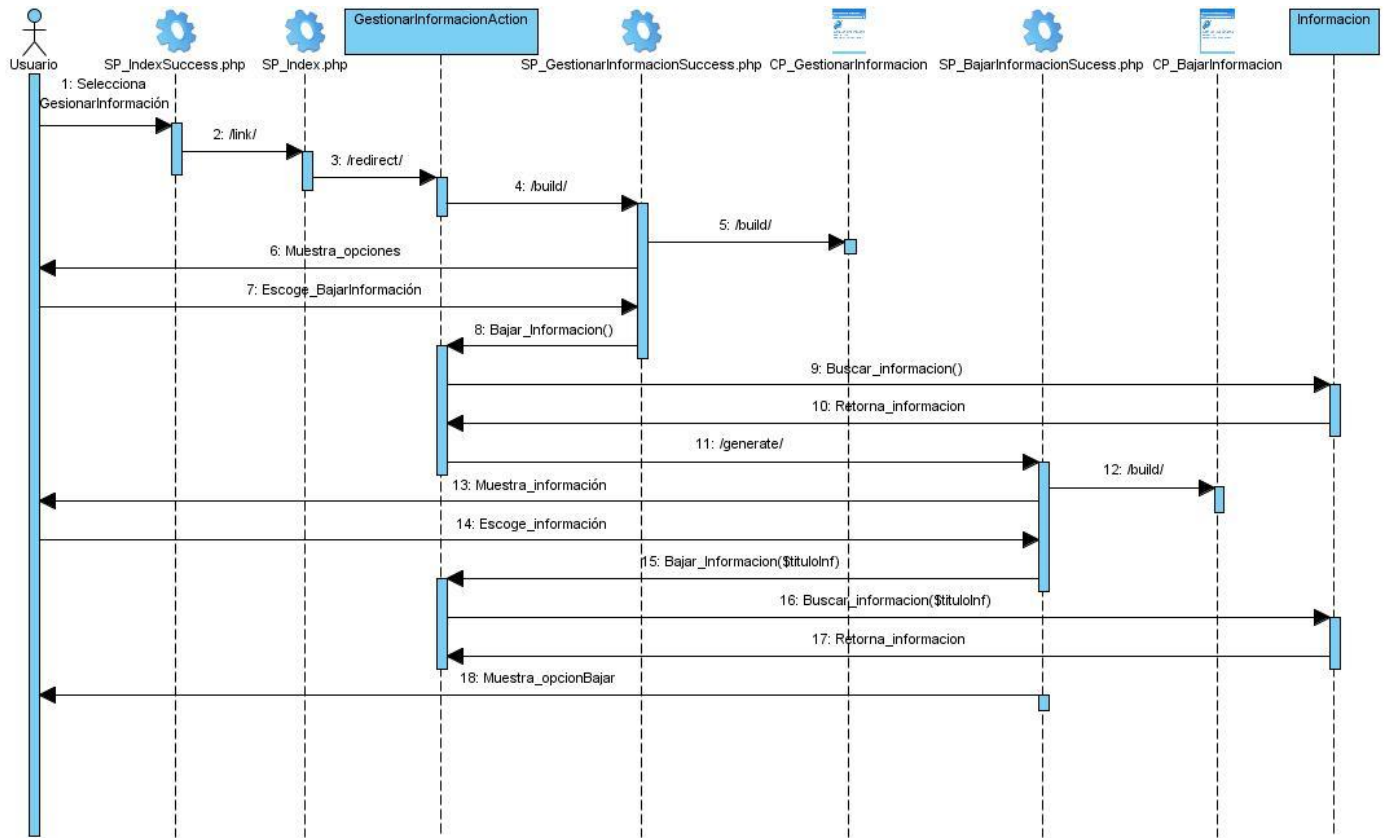 GestionarInformacionAction
Informacion
Usuario
SP_IndexSuccess.php
SP_Index.php
SP_GestionarInformacionSuccess.php
CP_GestionarInformacion
SP_BajarInformacionSucess.php
CP_BajarInformacion
1: Selecciona
GesionarInformación
2: /link/
3: /redirect/
4: /build/
5: /build/
6: Muestra_opciones
7: Escoge_BajarInformación
8: Bajar_Informacion()
9: Buscar_informacion()
10: Retorna_informacion
11: /generate/
12: /build/
13: Muestra_información
14: Escoge_información
15: Bajar_Informacion($tituloInf)
16: Buscar_informacion($tituloInf)
17: Retorna_informacion
18: Muestra_opcionBajar